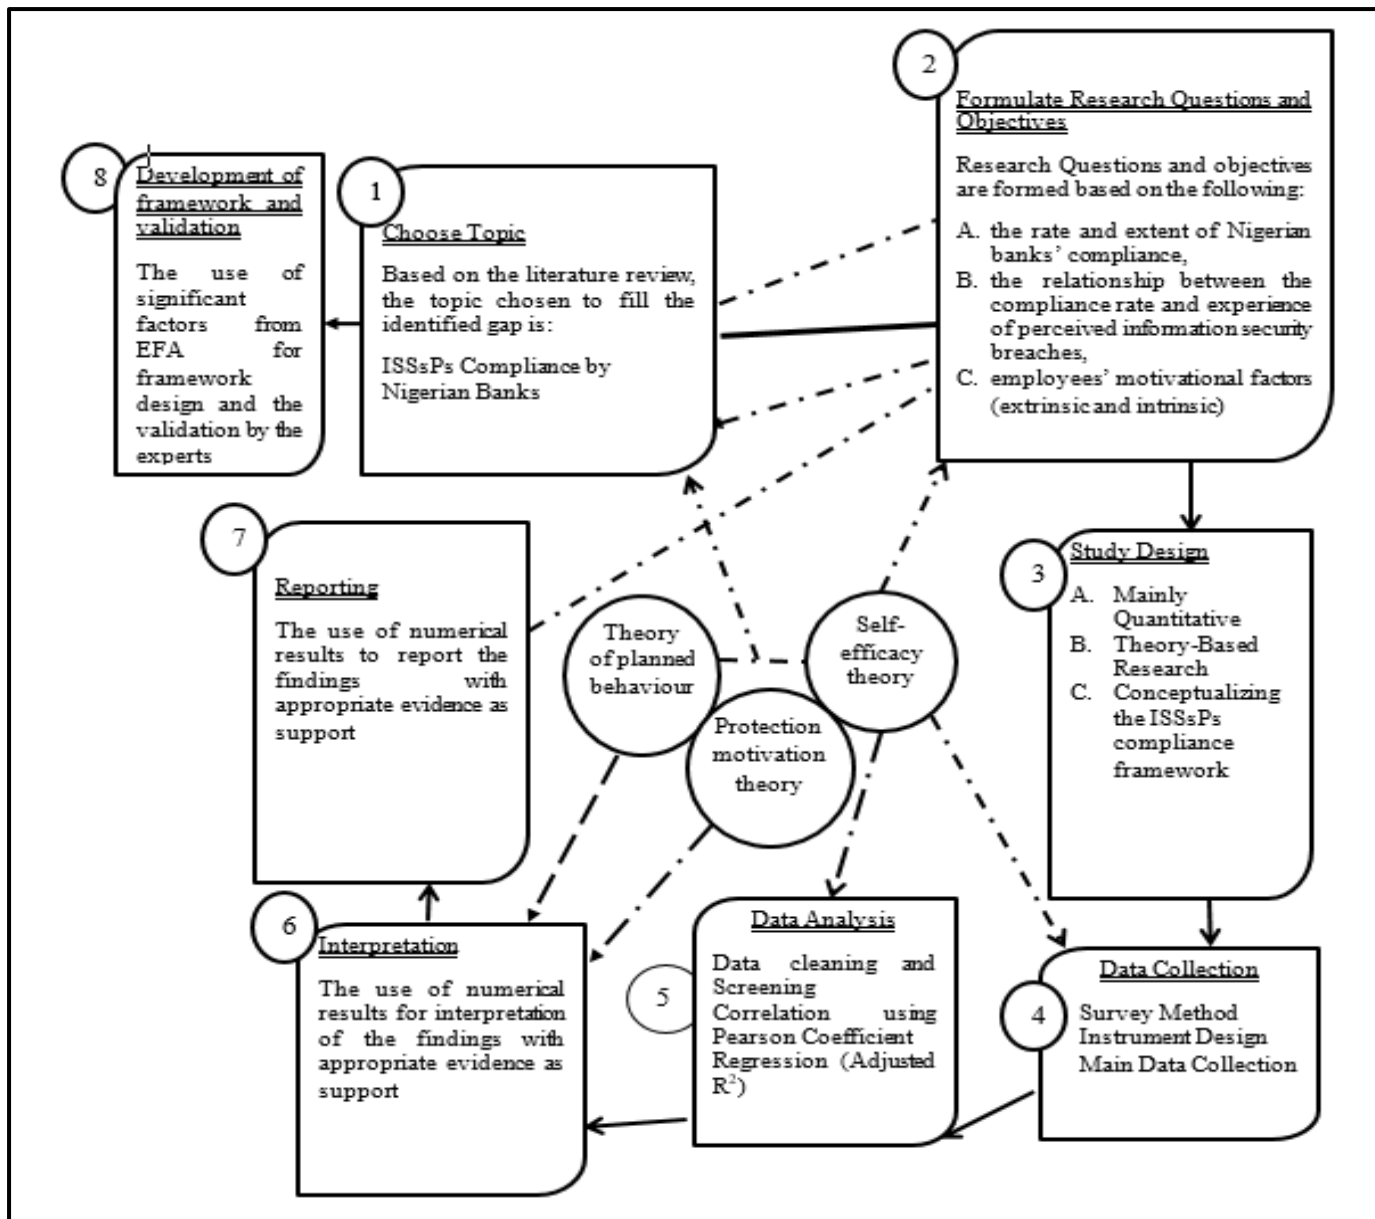 1
Choose Topic
Based on the literature review,
the topic chosen to fill the
identified gap is:
ISSsPs Compliance by
Nigerian Banks
2
Formulate Research Questions and
Objectives
Research Questions and objectives
are formed based on the following:
A. the rate and extent of Nigerian
banks’ compliance,
B. the relationship between the
compliance rate and experience
of perceived information security
breaches,
C. employees’ motivational factors
(extrinsic and intrinsic)
3
Study Design
A. Mainly
Quantitative
B. Theory-Based
Research
C. Conceptualizing
the ISSsPs
compliance
framework
4
Data Collection
Survey Method
Instrument Design
Main Data Collection
5
Data Analysis
Data cleaning and
Screening
Correlation using
Pearson Coefficient
Regression (Adjusted
R²)
6
Interpretation
The use of numerical
results for interpretation
of the findings with
appropriate evidence as
support
7
Reporting
The use of numerical
results to report the
findings with
appropriate evidence as
support
8
Development of
framework and
validation
The use of
significant
factors from
EFA for
framework
design and the
validation by the
experts
Theory
of planned
behaviour
Protection
motivation
theory
Self-
efficacy
theory